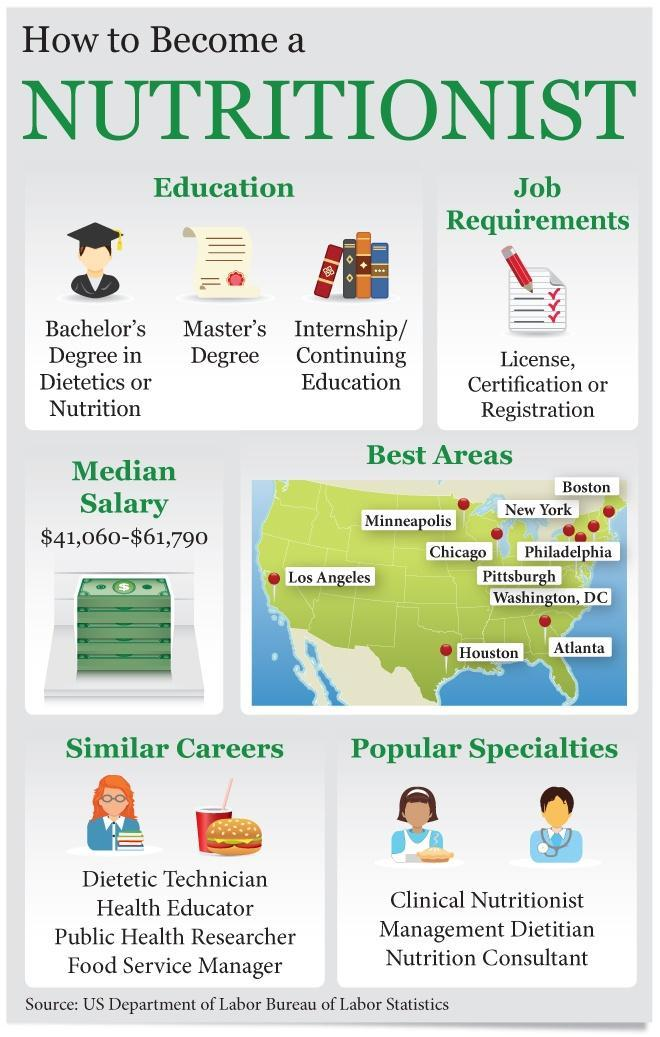 How to Become a
NUTRITIONIST
Education
Bachelor's
Degree in
Dietetics or
Nutrition
Master's
Degree
Internship/
Continuing
Education
Job
Requirements
License,
Certification or
Registration
Median
Salary
$41,060-$61,790
$
Best Areas
Boston
New York
Minneapolis
Chicago
Philadelphia
Pittsburgh
Los Angeles
Washington, DC
Houston
Atlanta
Similar Careers
Dietetic Technician
Health Educator
Public Health Researcher
Food Service Manager
Popular Specialties
Clinical Nutritionist
Management Dietitian
Nutrition Consultant
Source: US Department of Labor Bureau of Labor Statistics